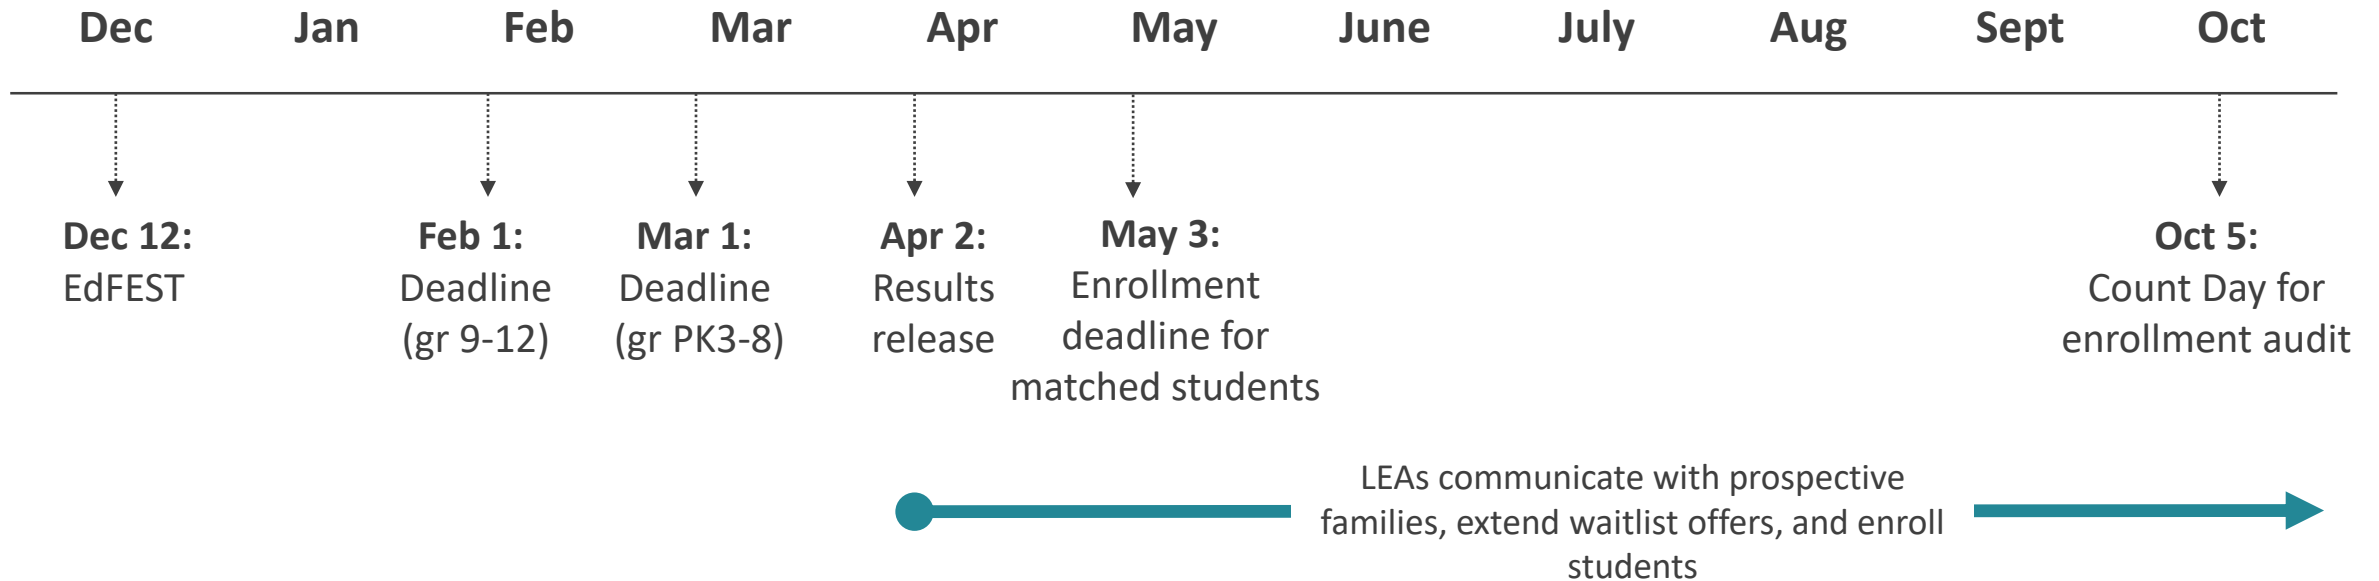 Dec Jan Feb Mar Apr May June July Aug Sept Oct
Dec 12:
EdFEST
Feb 1:
Deadline
(gr 9-12)
Mar 1:
Deadline
(gr PK3-8)
Apr 2:
Results
release
May 3:
Enrollment
deadline for
matched students
Oct 5:
Count Day for
enrollment audit
LEAs communicate with prospective
families, extend waitlist offers, and enroll
students